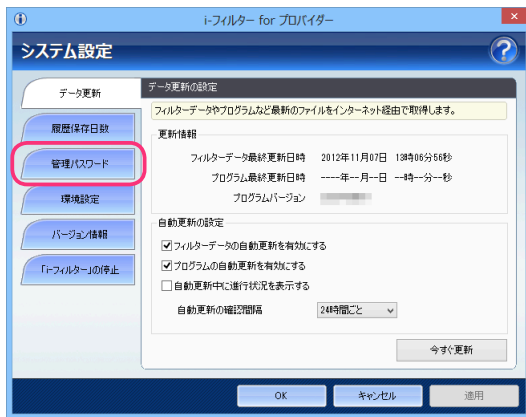 i-フィルター for プロバイダー
システム設定
データ更新
履歴保存日数
管理パスワード
環境設定
バージョン情報
「i-フィルター」の停止
データ更新の設定
フィルターデータやプログラムなど最新のファイルをインターネット経由で取得します。
更新情報
フィルターデータ最終更新日時 2012年11月07日 13時06分56秒
プログラム最終更新日時 ----年--月--日 --時--分--秒
プログラムバージョン
自動更新の設定
フィルターデータの自動更新を有効にする
プログラムの自動更新を有効にする
自動更新中に進行状況を表示する
自動更新の確認間隔 24時間ごと
今すぐ更新
OK キャンセル 適用